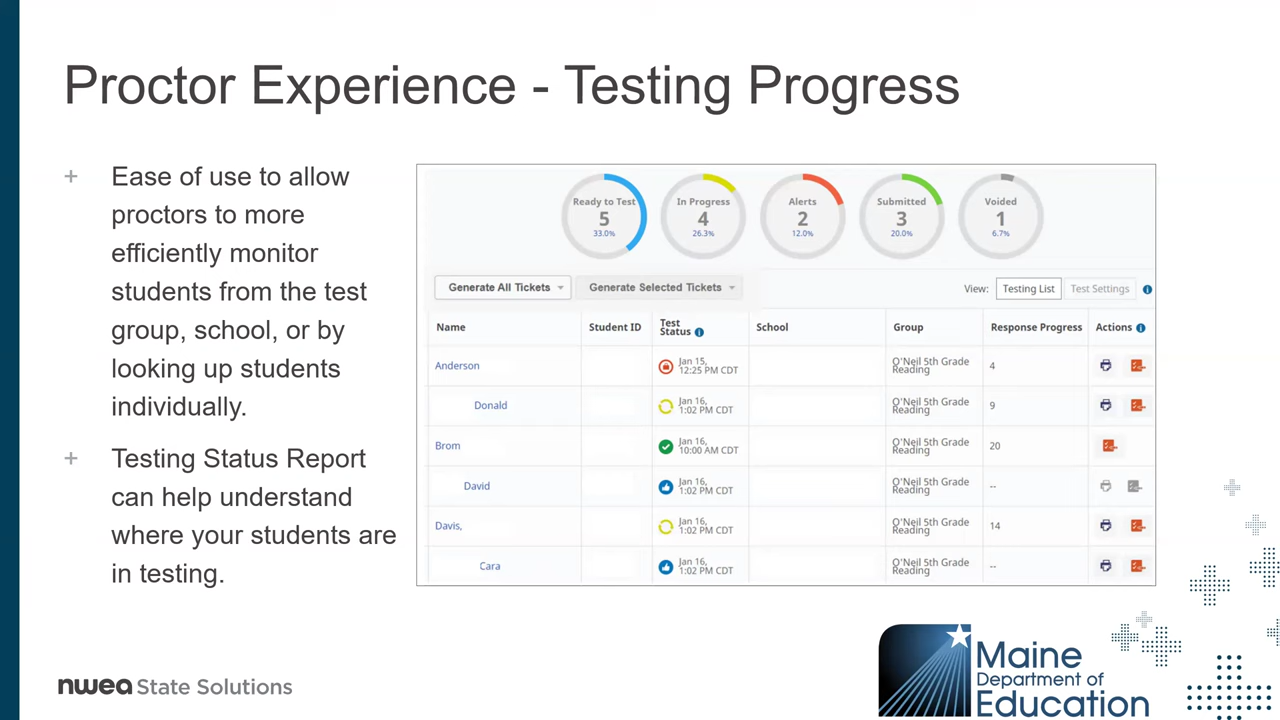 Proctor Experience - Testing Progress
+ Ease of use to allow
proctors to more
efficiently monitor
students from the test
group, school, or by
looking up students
individually.
+ Testing Status Report
can help understand
where your students are
in testing.
Ready to Test
5
33.0%
In Progress
4
26.3%
Alerts
2
12.0%
Submitted
3
20.0%
Voided
1
6.7%
Generate All Tickets
Generate Selected Tickets
View: Testing List Test Settings
Name Student ID Test Status School Group Response Progress Actions
Anderson Jan 15, 12:25 PM CDT O'Neil 5th Grade Reading 4
Donald Jan 16, 1:02 PM CDT O'Neil 5th Grade Reading 9
Brom Jan 16, 10:00 AM CDT O'Neil 5th Grade Reading 20
David Jan 16, 1:02 PM CDT O'Neil 5th Grade Reading --
Davis, Jan 16, 1:02 PM CDT O'Neil 5th Grade Reading 14
Cara Jan 16, 1:02 PM CDT O'Neil 5th Grade Reading --
nwea State Solutions
Maine
Department of
Education